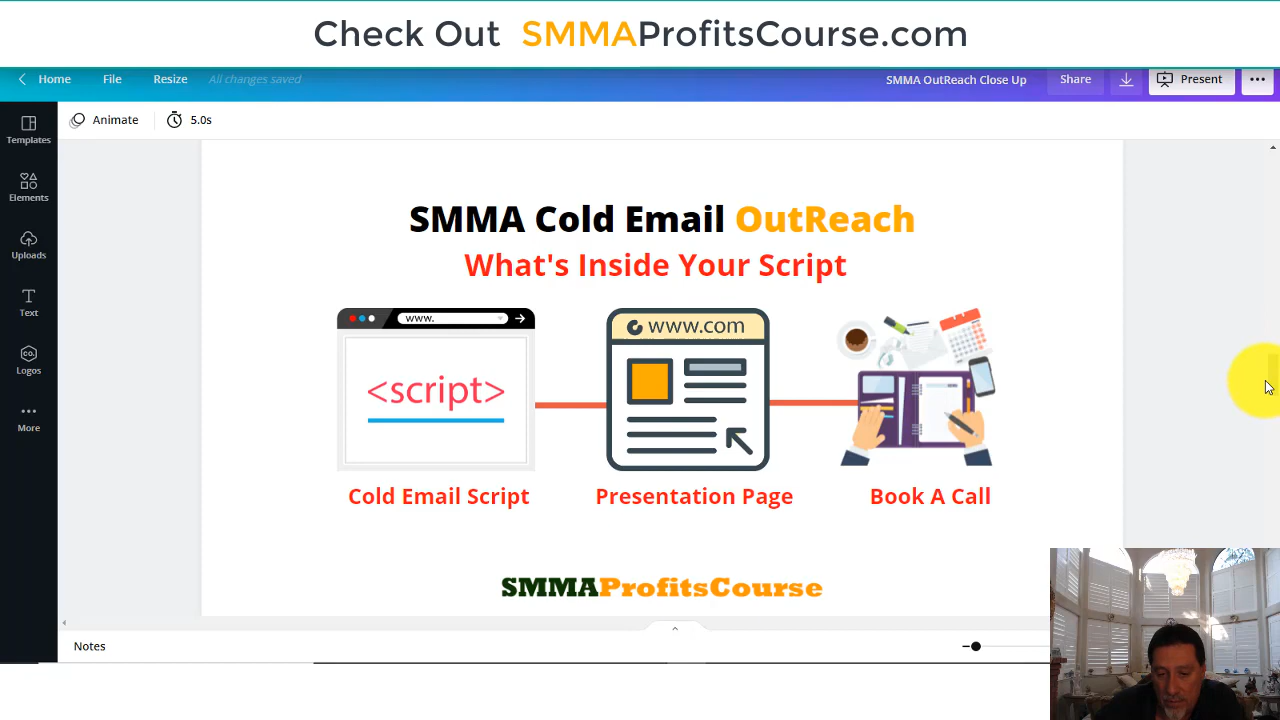 Check Out SMMAProfitsCourse.com
Home File Resize All changes saved SMMA OutReach Close Up Share Present
Animate 5.0s
Templates
Elements
Uploads
Text
Logos
More
SMMA Cold Email OutReach
What's Inside Your Script
www.
<script>
www.com
Cold Email Script Presentation Page Book A Call
SMMAProfitsCourse
Notes